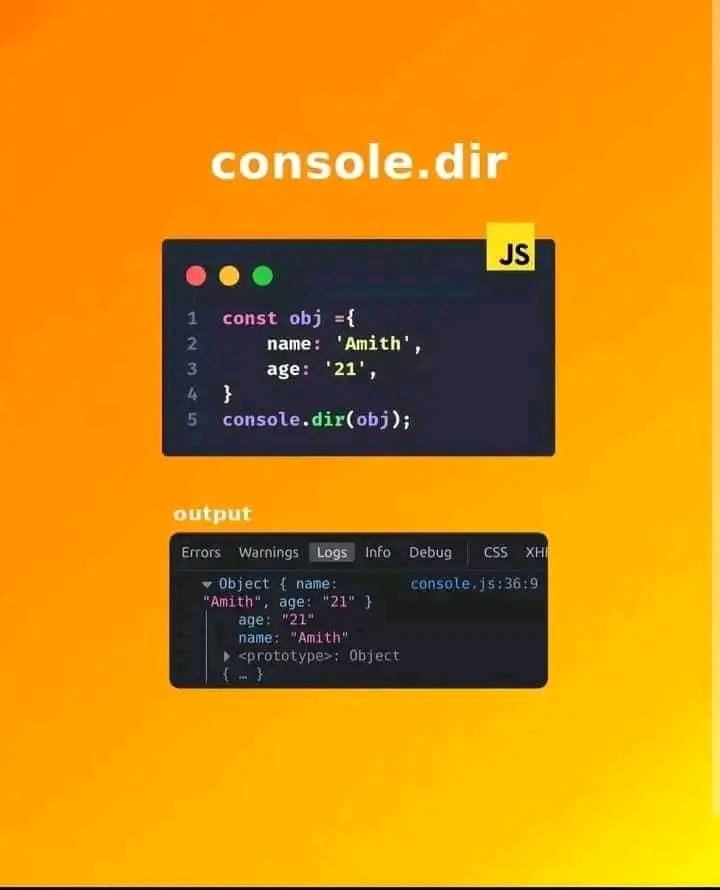 console.dir
JS
1 const obj ={
2     name: 'Amith',
3     age: '21',
4 }
5 console.dir(obj);
output
Errors Warnings Logs Info Debug CSS XH
Object { name: console.js:36:9
"Amith", age: "21" }
age: "21"
name: "Amith"
<prototype>: Object
{ … }